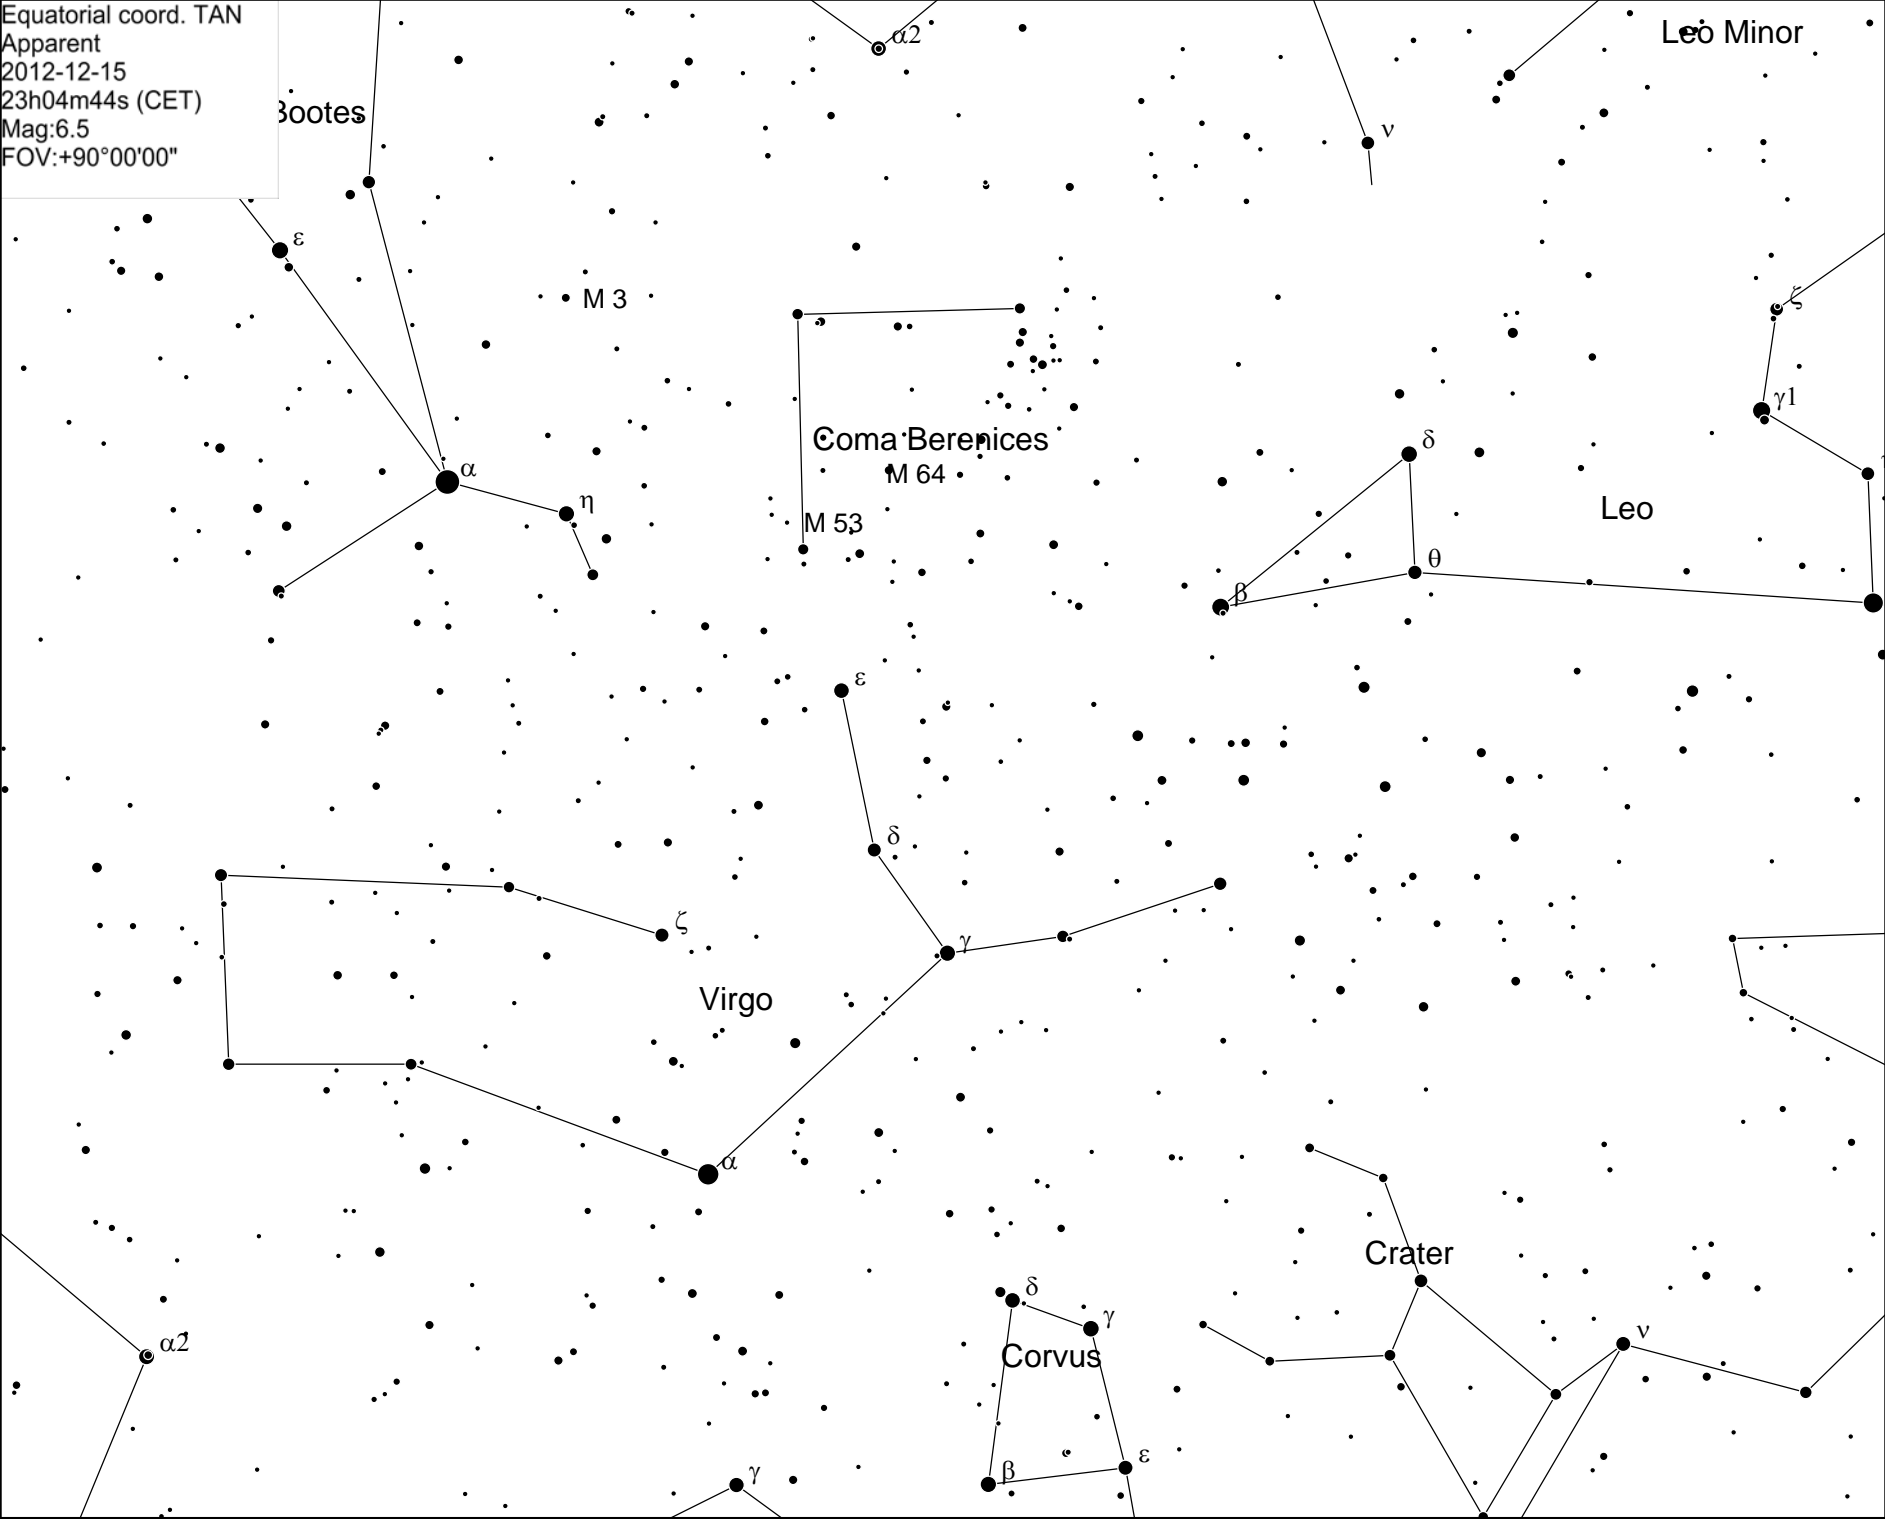 Equatorial coord. TAN
Apparent
2012-12-15
23h04m44s (CET)
Mag:6.5
FOV:+90°00'00"
α2
Leo Minor
Bootes
ν
ε
M 3
ζ
γ1
Coma Berenices
δ
α
M 64
η
Leo
M 53
θ
β
ε
δ
ζ
γ
Virgo
α
Crater
δ
γ
α2
Corvus
ν
ε
β
γ